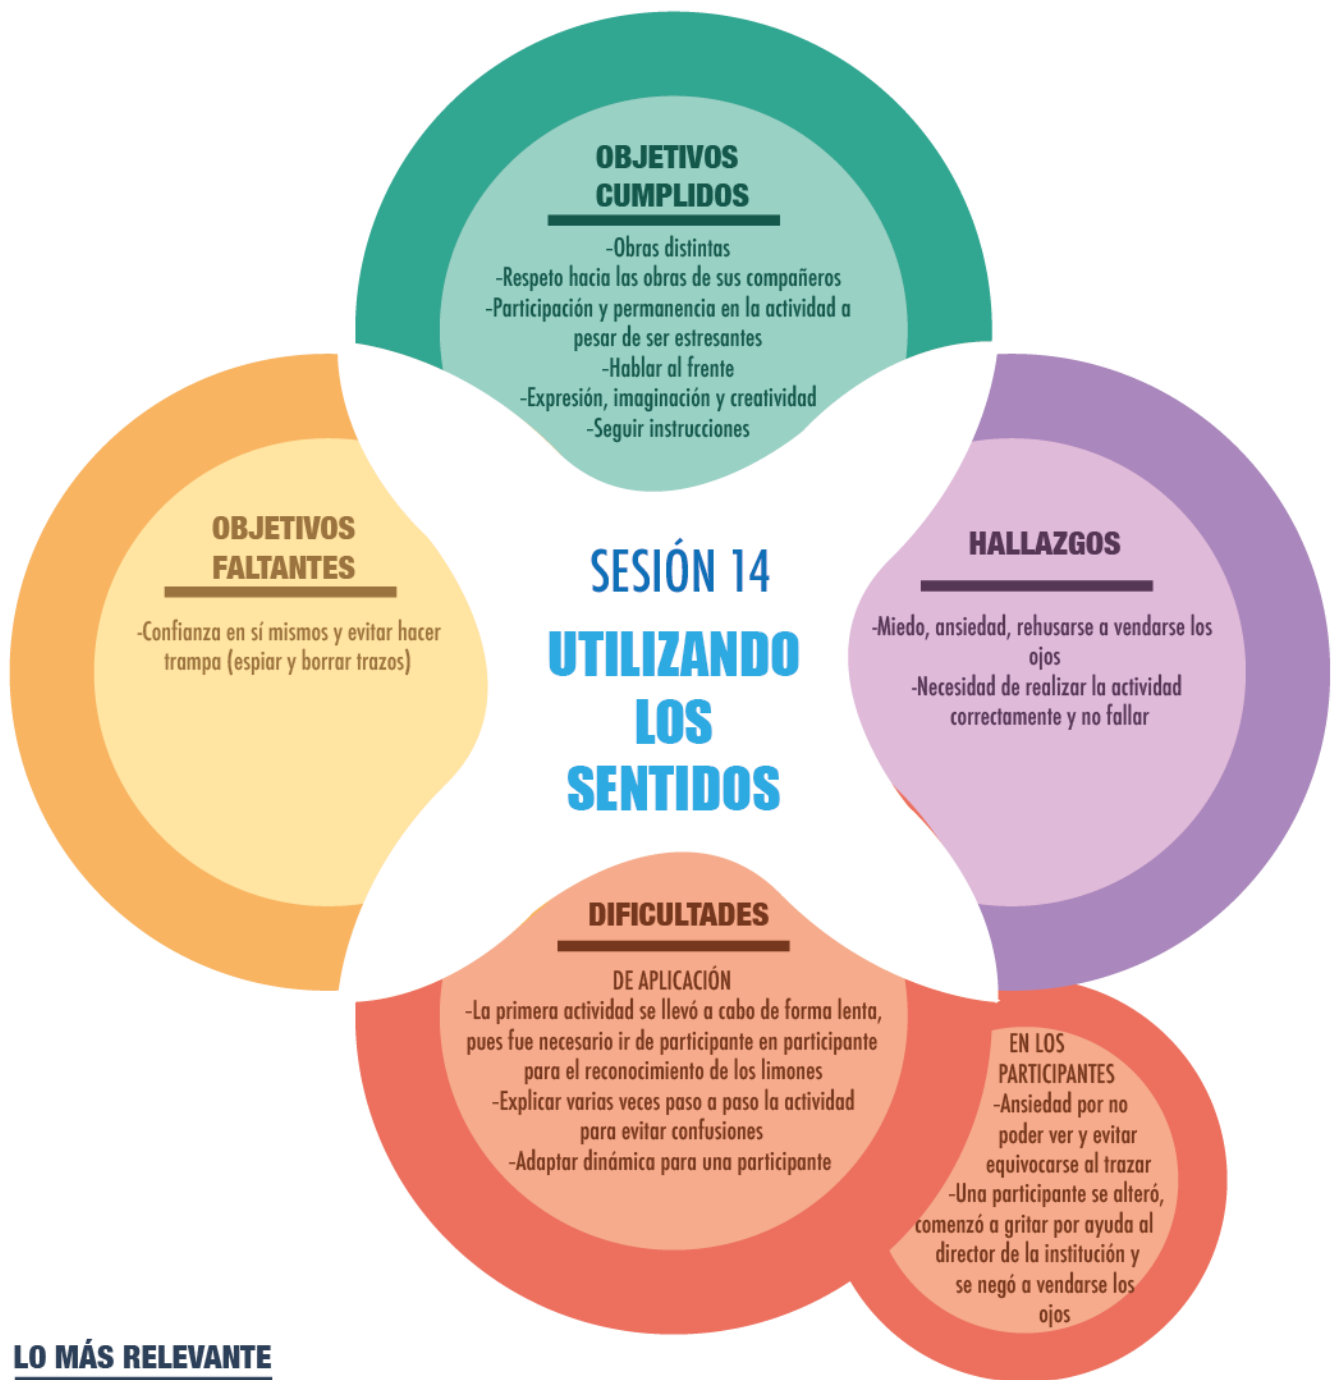 OBJETIVOS
CUMPLIDOS
-Obras distintas
-Respeto hacia las obras de sus compañeros
-Participación y permanencia en la actividad a
pesar de ser estresantes
-Hablar al frente
-Expresión, imaginación y creatividad
-Seguir instrucciones
OBJETIVOS
FALTANTES
-Confianza en sí mismos y evitar hacer
trampa (espiar y borrar trazos)
SESIÓN 14
UTILIZANDO
LOS
SENTIDOS
HALLAZGOS
-Miedo, ansiedad, rehusarse a vendarse los
ojos
-Necesidad de realizar la actividad
correctamente y no fallar
DIFICULTADES
DE APLICACIÓN
-La primera actividad se llevó a cabo de forma lenta,
pues fue necesario ir de participante en participante
para el reconocimiento de los limones
-Explicar varias veces paso a paso la actividad
para evitar confusiones
-Adaptar dinámica para una participante
EN LOS
PARTICIPANTES
-Ansiedad por no
poder ver y evitar
equivocarse al trazar
-Una participante se alteró,
comenzó a gritar por ayuda al
director de la institución y
se negó a vendarse los
ojos
LO MÁS RELEVANTE